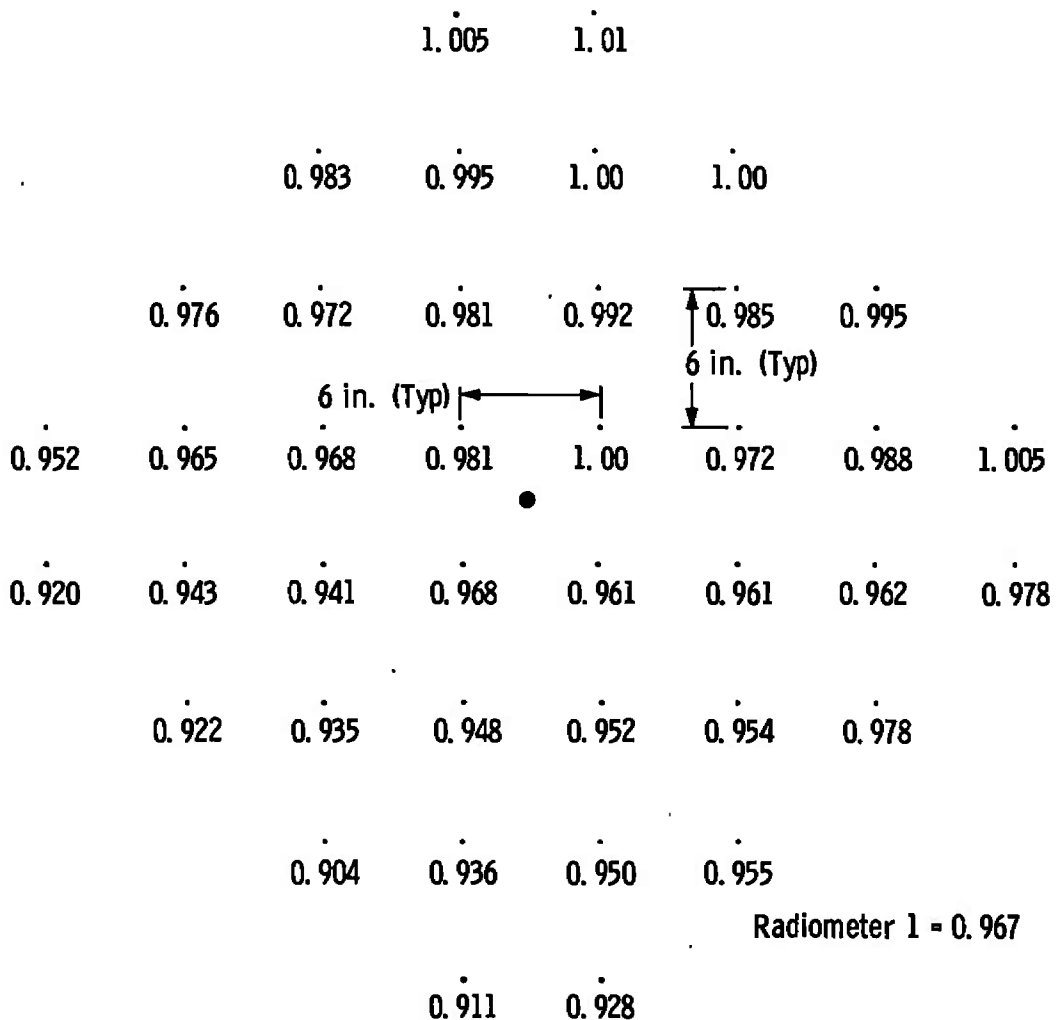 1.005 1.01
0.983 0.995 1.00 1.00
0.976 0.972 0.981 0.992 0.985 0.995
6 in. (Typ)
6 in. (Typ)
0.952 0.965 0.968 0.981 1.00 0.972 0.988 1.005
0.920 0.943 0.941 0.968 0.961 0.961 0.962 0.978
0.922 0.935 0.948 0.952 0.954 0.978
0.904 0.936 0.950 0.955
Radiometer 1 = 0.967
0.911 0.928